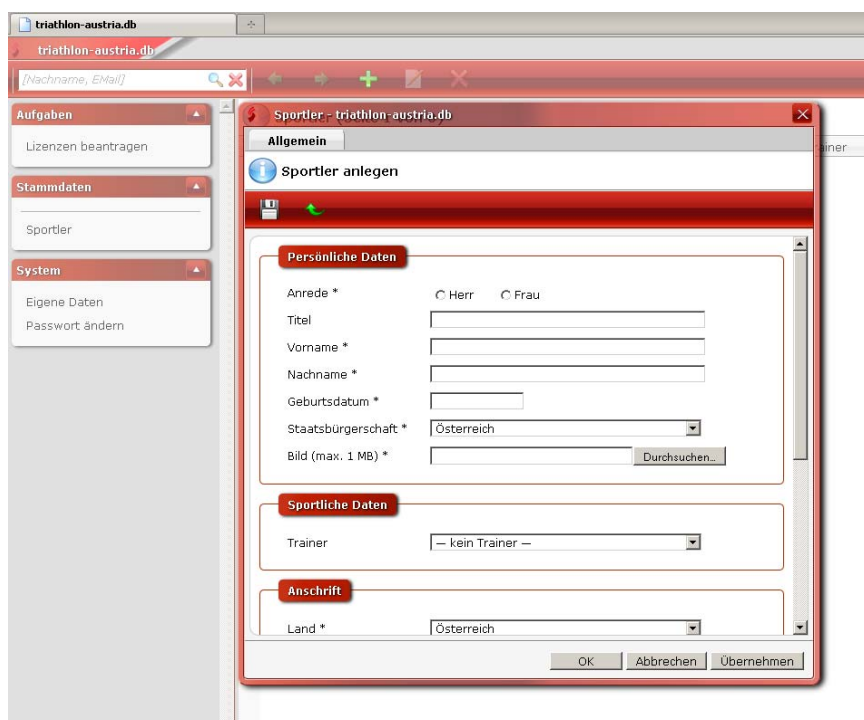 triathlon-austria.db
triathlon-austria.db
[Nachname, EMail]
Aufgaben
Lizenzen beantragen
Stammdaten
Sportler
System
Eigene Daten
Passwort ändern
Sportler - triathlon-austria.db
Allgemein
Sportler anlegen
Persönliche Daten
Anrede *
Herr
Frau
Titel
Vorname *
Nachname *
Geburtsdatum *
Staatsbürgerschaft *
Österreich
Bild (max. 1 MB) *
Durchsuchen...
Sportliche Daten
Trainer
— kein Trainer —
Anschrift
Land *
Österreich
OK
Abbrechen
Übernehmen